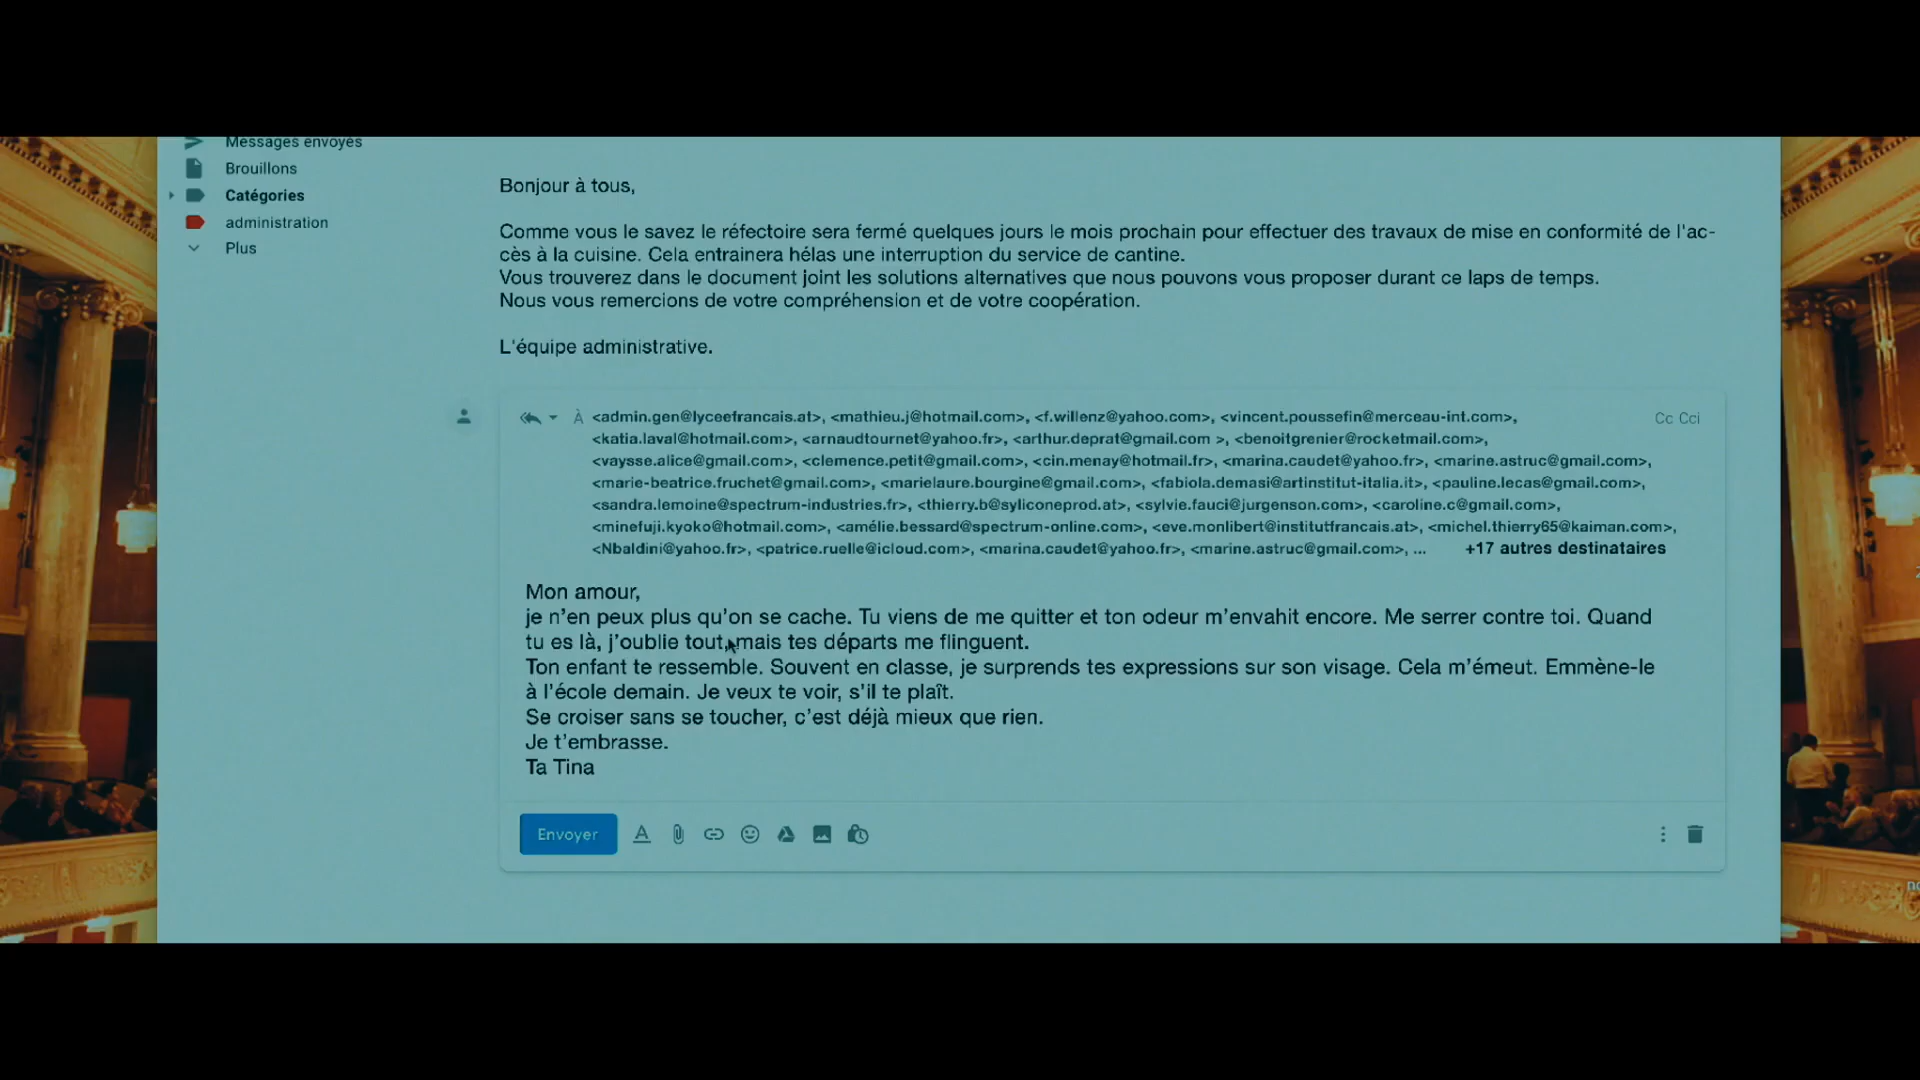 Messages envoyés
Brouillons
Catégories
administration
Plus
Bonjour à tous,
Comme vous le savez le réfectoire sera fermé quelques jours le mois prochain pour effectuer des travaux de mise en conformité de l'ac-
cès à la cuisine. Cela entrainera hélas une interruption du service de cantine.
Vous trouverez dans le document joint les solutions alternatives que nous pouvons vous proposer durant ce laps de temps.
Nous vous remercions de votre compréhension et de votre coopération.
L'équipe administrative.
À <admin.gen@lyceefrancais.at>, <mathieu.j@hotmail.com>, <f.willenz@yahoo.com>, <vincent.poussefin@merceau-int.com>, Cc Cci
<katia.laval@hotmail.com>, <arnaudtournet@yahoo.fr>, <arthur.deprat@gmail.com >, <benoitgrenier@rocketmail.com>,
<vaysse.alice@gmail.com>, <clemence.petit@gmail.com>, <cin.menay@hotmail.fr>, <marina.caudet@yahoo.fr>, <marine.astruc@gmail.com>,
<marie-beatrice.fruchet@gmail.com>, <marielaure.bourgine@gmail.com>, <fabiola.demasi@artinstitut-italia.it>, <pauline.lecas@gmail.com>,
<sandra.lemoine@spectrum-industries.fr>, <thierry.b@syliconeprod.at>, <sylvie.fauci@jurgenson.com>, <caroline.c@gmail.com>,
<minefuji.kyoko@hotmail.com>, <amélie.bessard@spectrum-online.com>, <eve.monlibert@institutfrancais.at>, <michel.thierry65@kaiman.com>,
<Nbaldini@yahoo.fr>, <patrice.ruelle@icloud.com>, <marina.caudet@yahoo.fr>, <marine.astruc@gmail.com>, ... +17 autres destinataires
Mon amour,
je n'en peux plus qu'on se cache. Tu viens de me quitter et ton odeur m'envahit encore. Me serrer contre toi. Quand
tu es là, j'oublie tout, mais tes départs me flinguent.
Ton enfant te ressemble. Souvent en classe, je surprends tes expressions sur son visage. Cela m'émeut. Emmène-le
à l'école demain. Je veux te voir, s'il te plaît.
Se croiser sans se toucher, c'est déjà mieux que rien.
Je t'embrasse.
Ta Tina
Envoyer